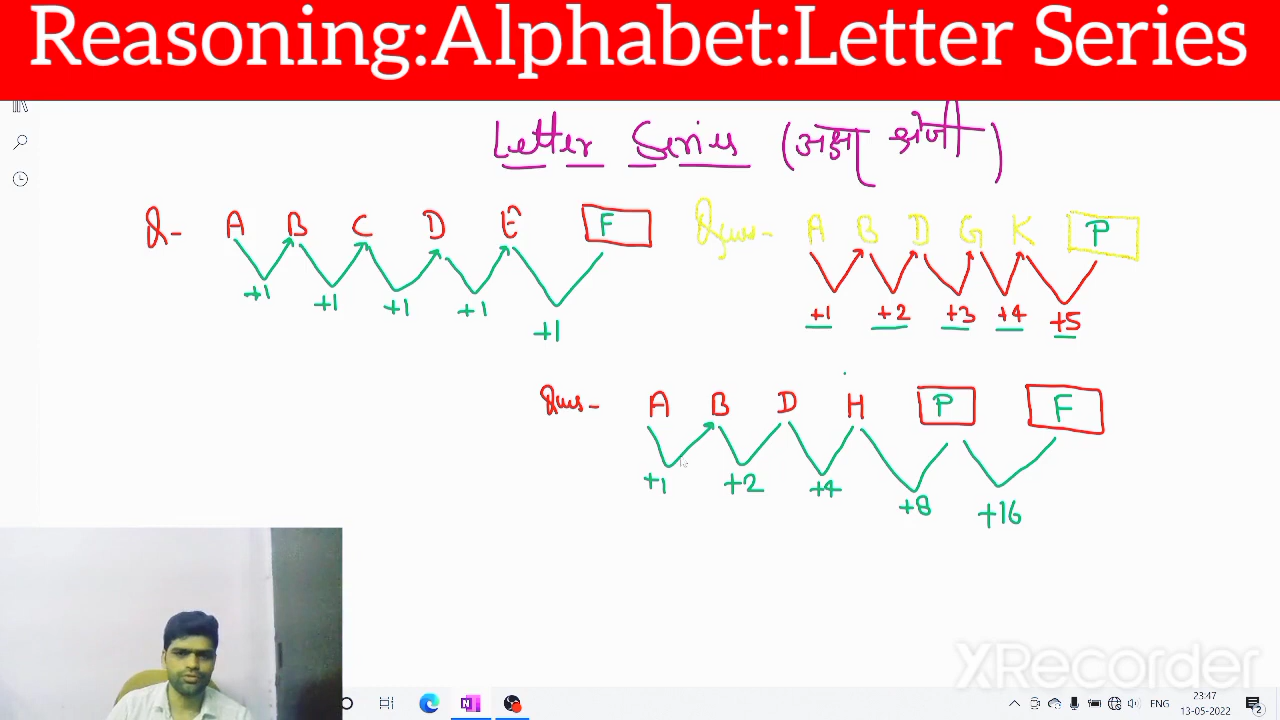 Reasoning:Alphabet:Letter Series
Letter Series (अक्षर श्रेणी)
Q- A B C D E F
+1 +1 +1 +1 +1
Ques- A B D G K P
+1 +2 +3 +4 +5
Ques- A B D H P F
+1 +2 +4 +8 +16
XRecorder
ENG
23:47
13-05-2022
2